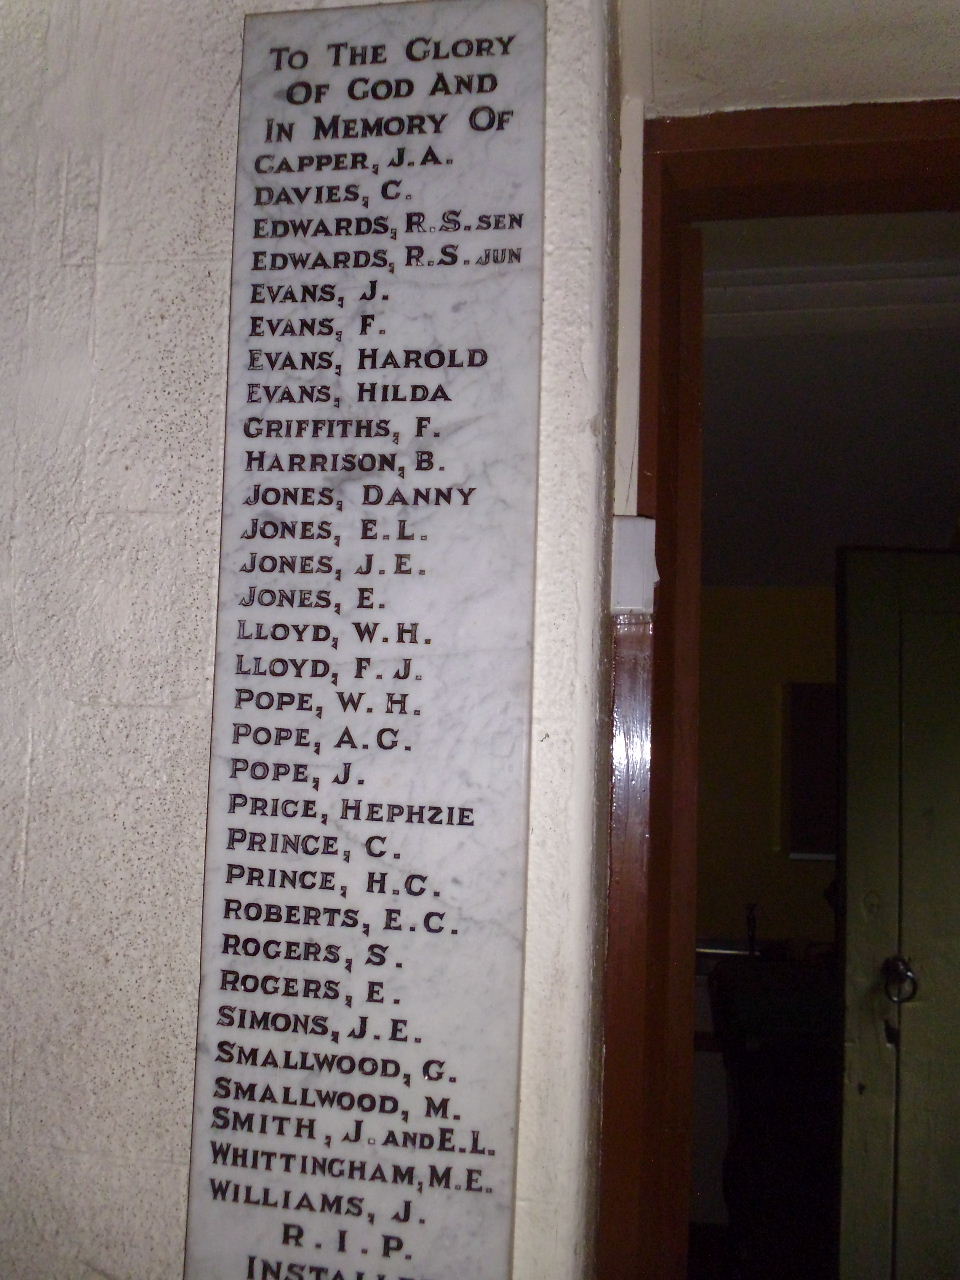 TO THE GLORY
OF GOD AND
IN MEMORY OF
CAPPER, J.A.
DAVIES, C.
EDWARDS, R.S. SEN
EDWARDS, R.S. JUN
EVANS, J.
EVANS, F.
EVANS, HAROLD
EVANS, HILDA
GRIFFITHS, F.
HARRISON, B.
JONES, DANNY
JONES, E.L.
JONES, J.E.
JONES, E.
LLOYD, W.H.
LLOYD, F.J.
POPE, W.H.
POPE, A.G.
POPE, J.
PRICE, HEPHZIE
PRINCE, C.
PRINCE, H.C.
ROBERTS, E.C.
ROGERS, S.
ROGERS, E.
SIMONS, J.E.
SMALLWOOD, G.
SMALLWOOD, M.
SMITH, J. AND E.L.
WHITTINGHAM, M.E.
WILLIAMS, J.
R.I.P.